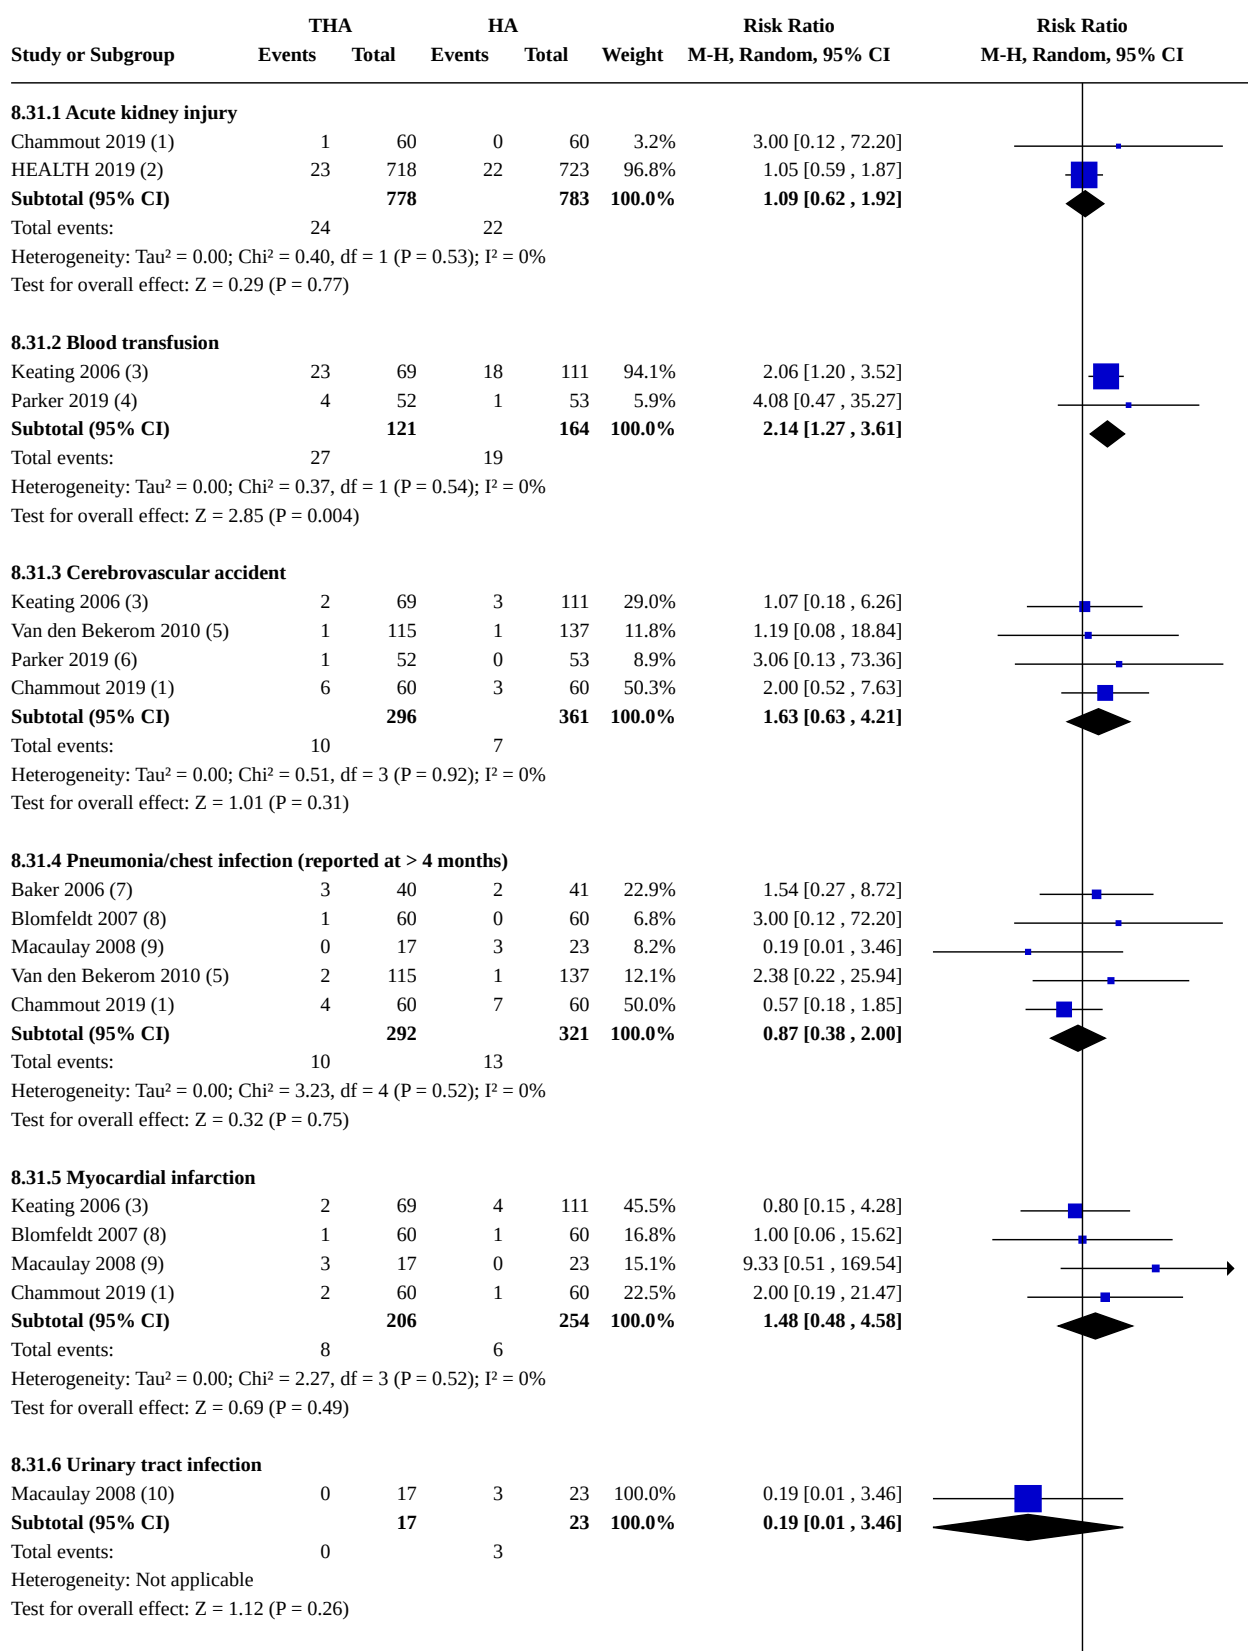 THA HA Risk Ratio Risk Ratio
Study or Subgroup Events Total Events Total Weight M-H, Random, 95% CI M-H, Random, 95% CI
8.31.1 Acute kidney injury
Chammout 2019 (1) 1 60 0 60 3.2% 3.00 [0.12 , 72.20]
HEALTH 2019 (2) 23 718 22 723 96.8% 1.05 [0.59 , 1.87]
Subtotal (95% CI) 778 783 100.0% 1.09 [0.62 , 1.92]
Total events: 24 22
Heterogeneity: Tau² = 0.00; Chi² = 0.40, df = 1 (P = 0.53); I² = 0%
Test for overall effect: Z = 0.29 (P = 0.77)
8.31.2 Blood transfusion
Keating 2006 (3) 23 69 18 111 94.1% 2.06 [1.20 , 3.52]
Parker 2019 (4) 4 52 1 53 5.9% 4.08 [0.47 , 35.27]
Subtotal (95% CI) 121 164 100.0% 2.14 [1.27 , 3.61]
Total events: 27 19
Heterogeneity: Tau² = 0.00; Chi² = 0.37, df = 1 (P = 0.54); I² = 0%
Test for overall effect: Z = 2.85 (P = 0.004)
8.31.3 Cerebrovascular accident
Keating 2006 (3) 2 69 3 111 29.0% 1.07 [0.18 , 6.26]
Van den Bekerom 2010 (5) 1 115 1 137 11.8% 1.19 [0.08 , 18.84]
Parker 2019 (6) 1 52 0 53 8.9% 3.06 [0.13 , 73.36]
Chammout 2019 (1) 6 60 3 60 50.3% 2.00 [0.52 , 7.63]
Subtotal (95% CI) 296 361 100.0% 1.63 [0.63 , 4.21]
Total events: 10 7
Heterogeneity: Tau² = 0.00; Chi² = 0.51, df = 3 (P = 0.92); I² = 0%
Test for overall effect: Z = 1.01 (P = 0.31)
8.31.4 Pneumonia/chest infection (reported at > 4 months)
Baker 2006 (7) 3 40 2 41 22.9% 1.54 [0.27 , 8.72]
Blomfeldt 2007 (8) 1 60 0 60 6.8% 3.00 [0.12 , 72.20]
Macaulay 2008 (9) 0 17 3 23 8.2% 0.19 [0.01 , 3.46]
Van den Bekerom 2010 (5) 2 115 1 137 12.1% 2.38 [0.22 , 25.94]
Chammout 2019 (1) 4 60 7 60 50.0% 0.57 [0.18 , 1.85]
Subtotal (95% CI) 292 321 100.0% 0.87 [0.38 , 2.00]
Total events: 10 13
Heterogeneity: Tau² = 0.00; Chi² = 3.23, df = 4 (P = 0.52); I² = 0%
Test for overall effect: Z = 0.32 (P = 0.75)
8.31.5 Myocardial infarction
Keating 2006 (3) 2 69 4 111 45.5% 0.80 [0.15 , 4.28]
Blomfeldt 2007 (8) 1 60 1 60 16.8% 1.00 [0.06 , 15.62]
Macaulay 2008 (9) 3 17 0 23 15.1% 9.33 [0.51 , 169.54]
Chammout 2019 (1) 2 60 1 60 22.5% 2.00 [0.19 , 21.47]
Subtotal (95% CI) 206 254 100.0% 1.48 [0.48 , 4.58]
Total events: 8 6
Heterogeneity: Tau² = 0.00; Chi² = 2.27, df = 3 (P = 0.52); I² = 0%
Test for overall effect: Z = 0.69 (P = 0.49)
8.31.6 Urinary tract infection
Macaulay 2008 (10) 0 17 3 23 100.0% 0.19 [0.01 , 3.46]
Subtotal (95% CI) 17 23 100.0% 0.19 [0.01 , 3.46]
Total events: 0 3
Heterogeneity: Not applicable
Test for overall effect: Z = 1.12 (P = 0.26)